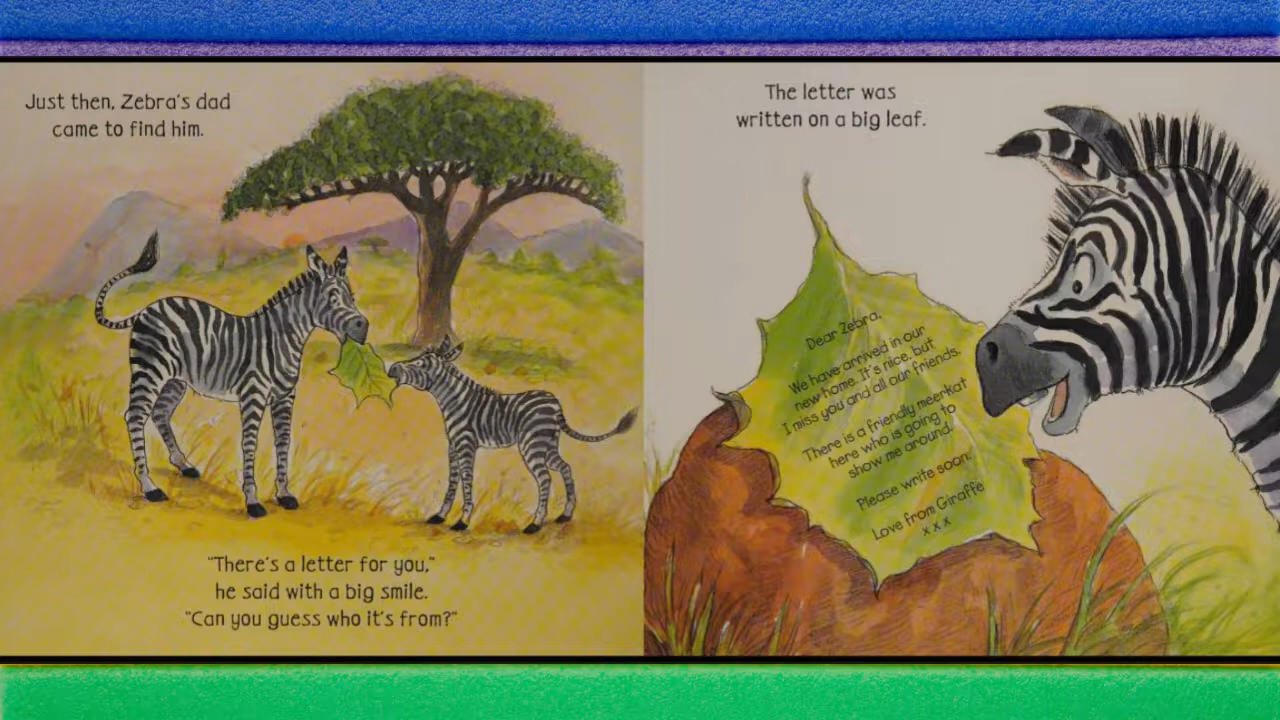 Just then, Zebra's dad
came to find him.
"There's a letter for you,"
he said with a big smile.
"Can you guess who it's from?"
The letter was
written on a big leaf.
Dear Zebra,
We have arrived in our
new home. It's nice, but
I miss you and all our friends.
There is a friendly meerkat
here who is going to
show me around.
Please write soon.
Love from Giraffe
x x x